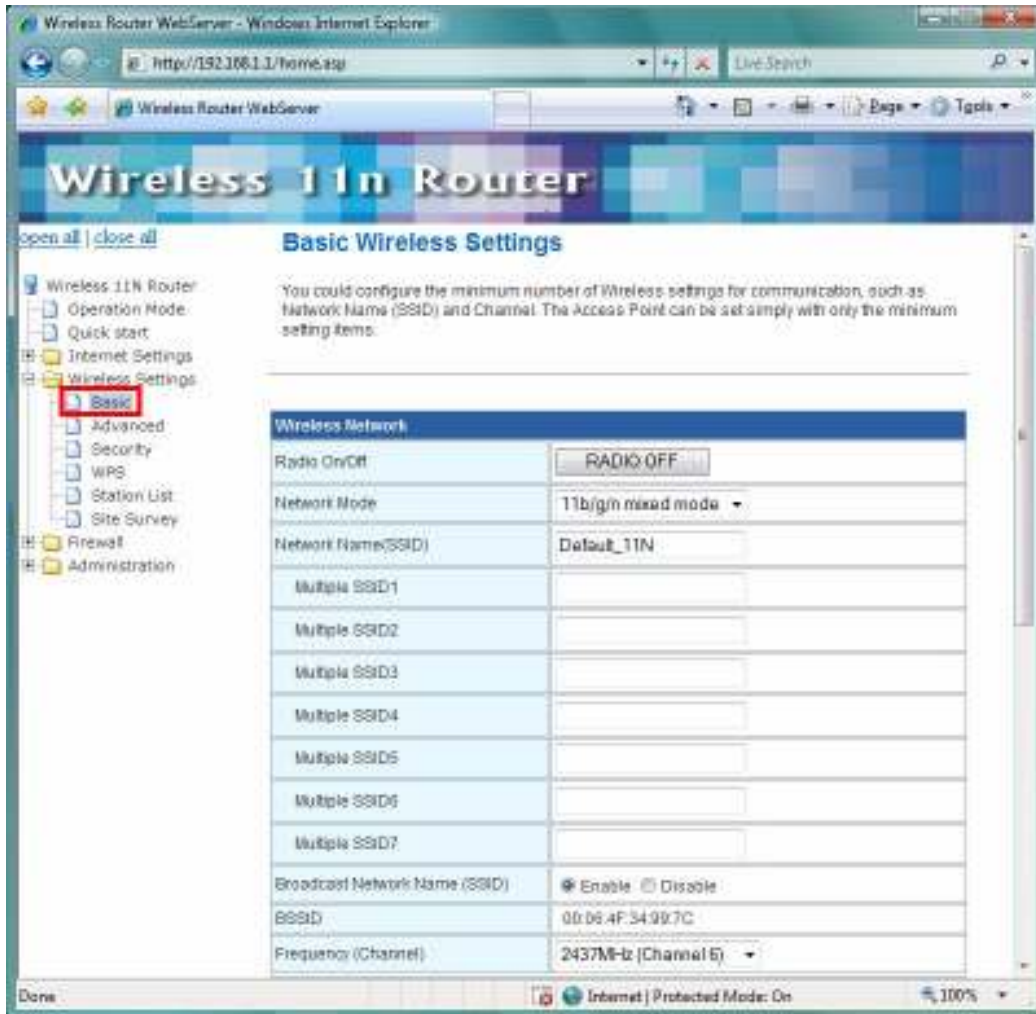 Wireless Router WebServer - Windows Internet Explorer
http://192.168.1.1/home.asp
Live Search
Wireless Router WebServer
Page
Tools
Wireless 11n Router
open all | close all
Wireless 11N Router
Operation Mode
Quick start
Internet Settings
Wireless Settings
Basic
Advanced
Security
WPS
Station List
Site Survey
Firewall
Administration
Basic Wireless Settings
You could configure the minimum number of Wireless settings for communication, such as
Network Name (SSID) and Channel. The Access Point can be set simply with only the minimum
setting items.
Wireless Network
Radio On/Off RADIO OFF
Network Mode 11b/g/n mixed mode
Network Name(SSID) Default_11N
Multiple SSID1
Multiple SSID2
Multiple SSID3
Multiple SSID4
Multiple SSID5
Multiple SSID6
Multiple SSID7
Broadcast Network Name (SSID) Enable Disable
BSSID 00:06:4F:34:99:7C
Frequency (Channel) 2437MHz (Channel 6)
Done
Internet | Protected Mode: On
100%